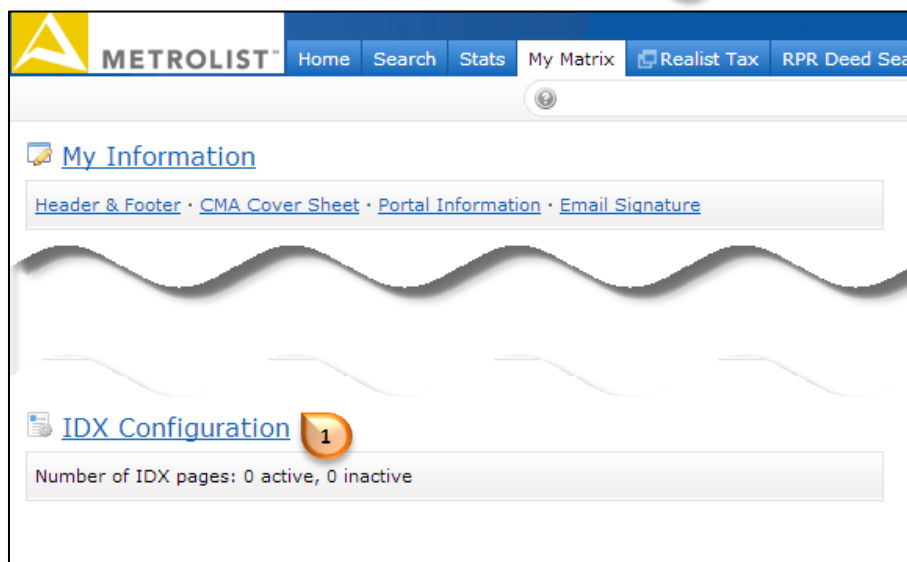 METROLIST™ Home Search Stats My Matrix Realist Tax RPR Deed Sea
My Information
Header & Footer · CMA Cover Sheet · Portal Information · Email Signature
IDX Configuration 1
Number of IDX pages: 0 active, 0 inactive